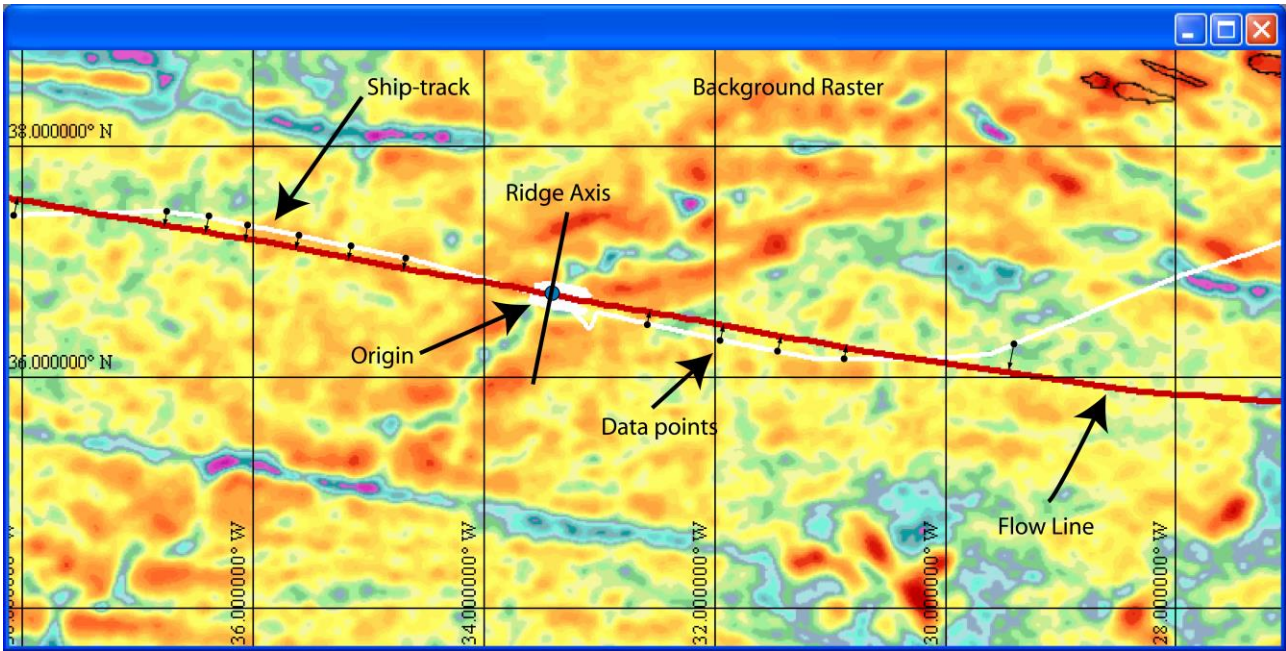 Ship-track
Background Raster
38.000000° N
Ridge Axis
Origin
36.000000° N
Data points
Flow Line
36.000000° W
34.000000° W
32.000000° W
30.000000° W
28.000000° W